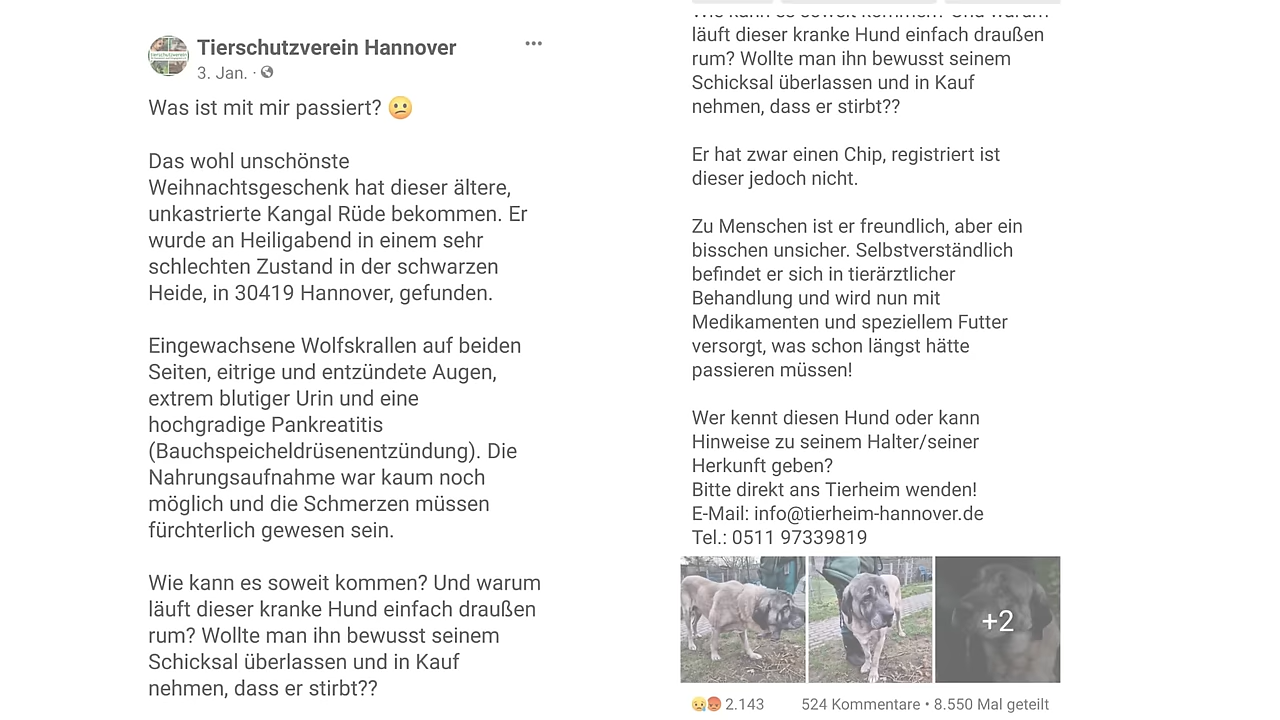 Tierschutzverein Hannover
3. Jan. ·
Was ist mit mir passiert? 😕
Das wohl unschönste
Weihnachtsgeschenk hat dieser ältere,
unkastrierte Kangal Rüde bekommen. Er
wurde an Heiligabend in einem sehr
schlechten Zustand in der schwarzen
Heide, in 30419 Hannover, gefunden.
Eingewachsene Wolfskrallen auf beiden
Seiten, eitrige und entzündete Augen,
extrem blutiger Urin und eine
hochgradige Pankreatitis
(Bauchspeicheldrüsenentzündung). Die
Nahrungsaufnahme war kaum noch
möglich und die Schmerzen müssen
fürchterlich gewesen sein.
Wie kann es soweit kommen? Und warum
läuft dieser kranke Hund einfach draußen
rum? Wollte man ihn bewusst seinem
Schicksal überlassen und in Kauf
nehmen, dass er stirbt??
Wie kann es soweit kommen? Und warum
läuft dieser kranke Hund einfach draußen
rum? Wollte man ihn bewusst seinem
Schicksal überlassen und in Kauf
nehmen, dass er stirbt??
Er hat zwar einen Chip, registriert ist
dieser jedoch nicht.
Zu Menschen ist er freundlich, aber ein
bisschen unsicher. Selbstverständlich
befindet er sich in tierärztlicher
Behandlung und wird nun mit
Medikamenten und speziellem Futter
versorgt, was schon längst hätte
passieren müssen!
Wer kennt diesen Hund oder kann
Hinweise zu seinem Halter/seiner
Herkunft geben?
Bitte direkt ans Tierheim wenden!
E-Mail: info@tierheim-hannover.de
Tel.: 0511 97339819
+2
2.143 524 Kommentare • 8.550 Mal geteilt